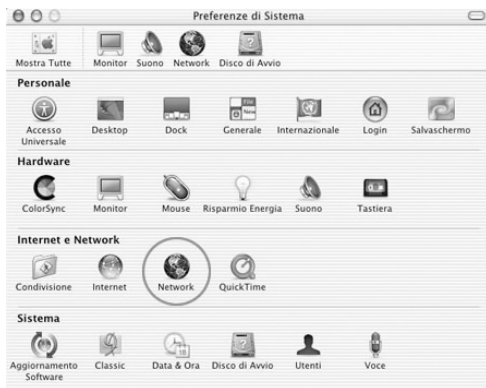 Preferenze di Sistema
Mostra Tutte Monitor Suono Network Disco di Avvio
Personale
Accesso Universale Desktop Dock Generale Internazionale Login Salvaschermo
Hardware
ColorSync Monitor Mouse Risparmio Energia Suono Tastiera
Internet e Network
Condivisione Internet Network QuickTime
Sistema
Aggiornamento Software Classic Data & Ora Disco di Avvio Utenti Voce